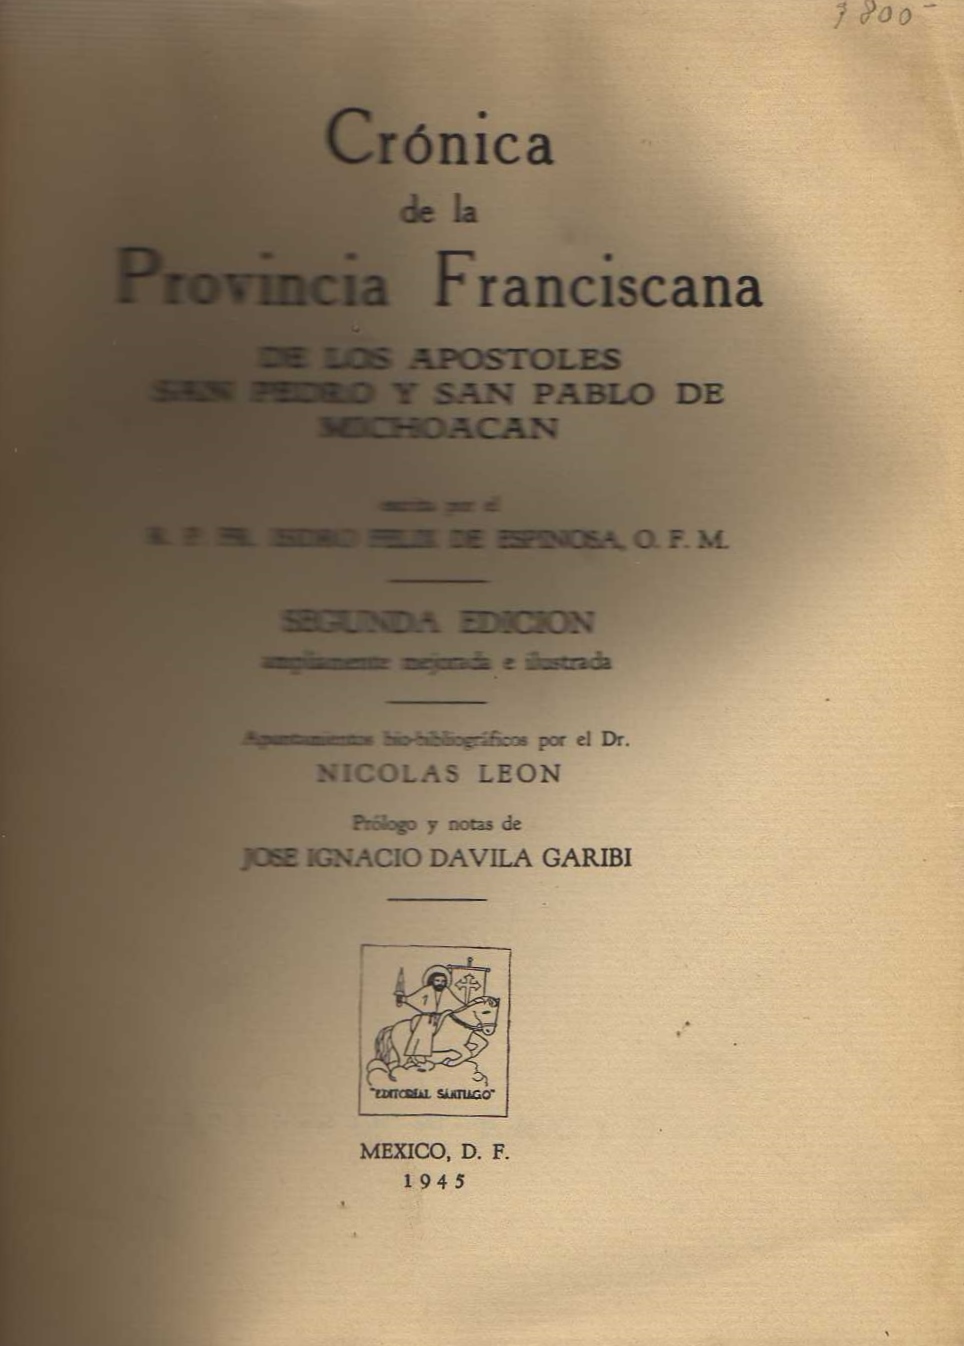 Crónica
de la
Provincia Franciscana
DE LOS APOSTOLES
SAN PEDRO Y SAN PABLO DE
MICHOACAN
escrita por el
R. P. FR. ISIDRO FELIX DE ESPINOSA, O. F. M.
SEGUNDA EDICION
ampliamente mejorada e ilustrada
Apuntamientos bio-bibliográficos por el Dr.
NICOLAS LEON
Prólogo y notas de
JOSE IGNACIO DAVILA GARIBI
"EDITORIAL SANTIAGO"
MEXICO, D. F.
1945